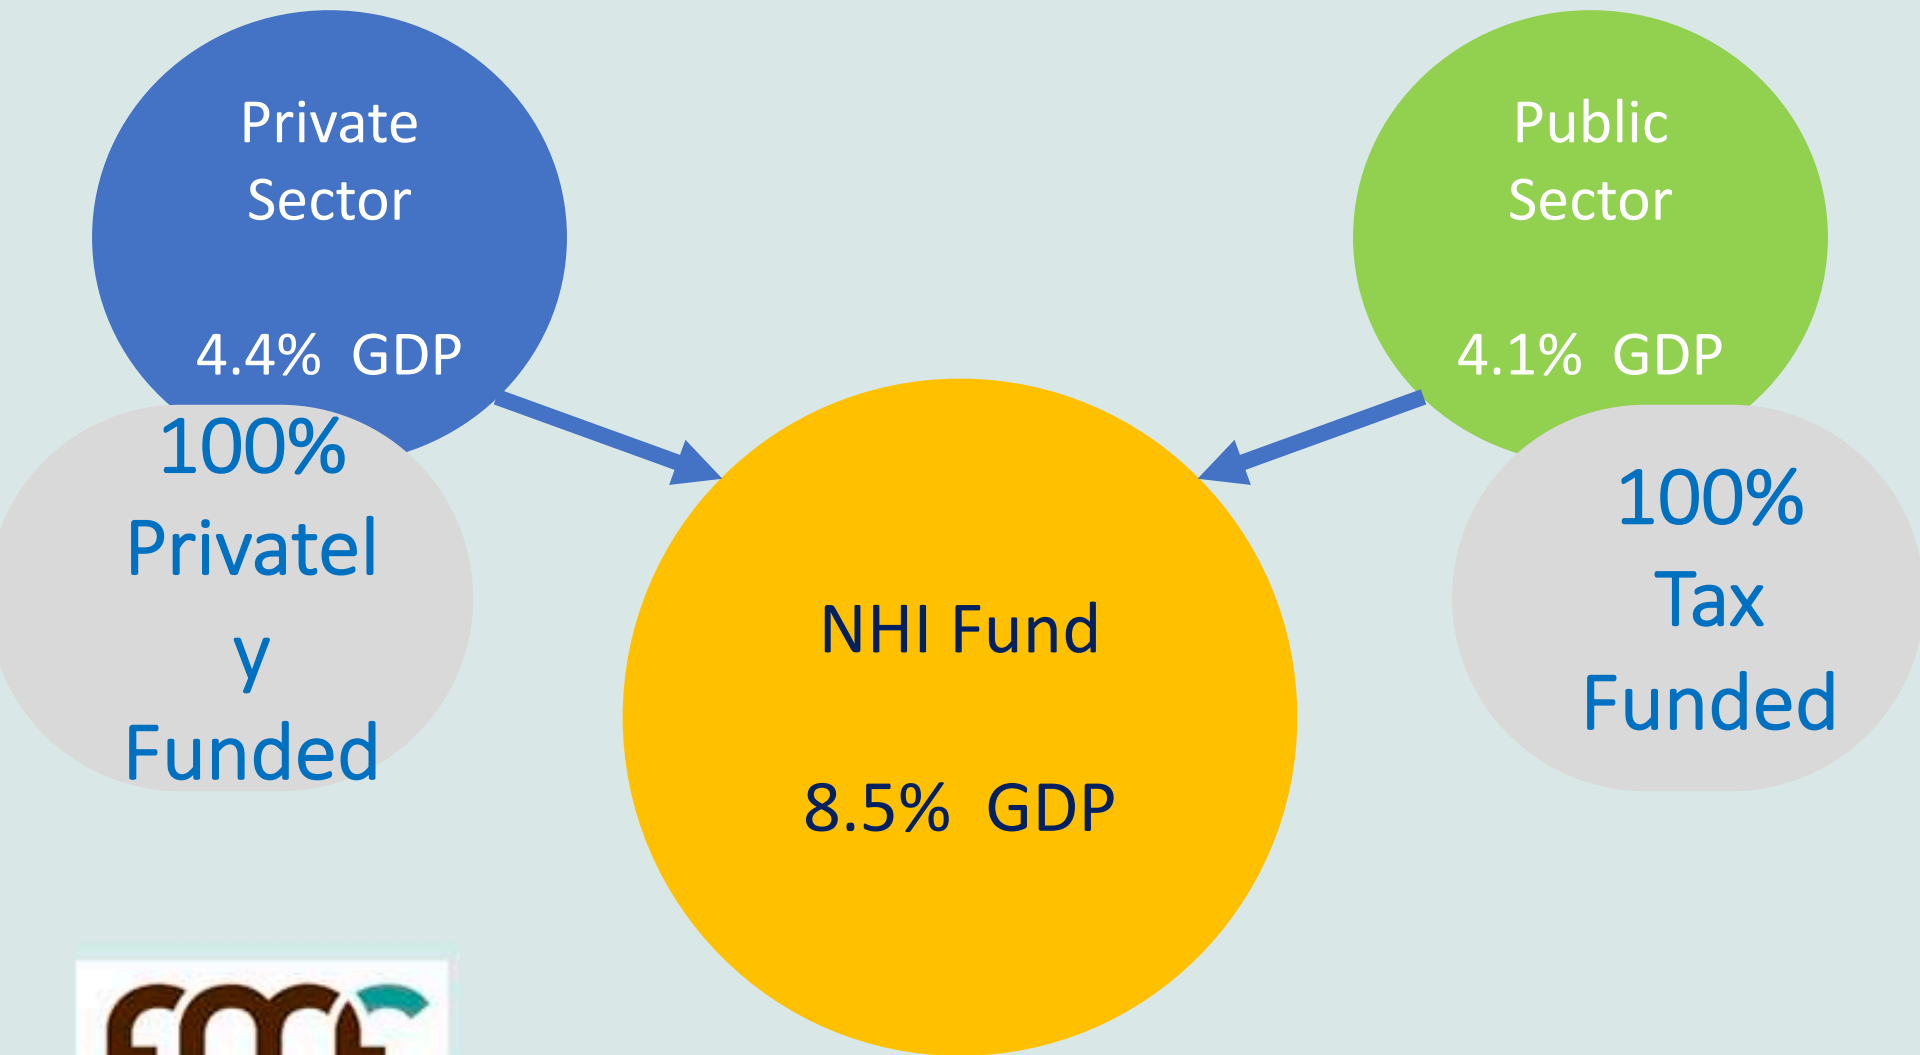 Private
Sector
4.4% GDP
100%
Privatel
y
Funded
Public
Sector
4.1% GDP
100%
Tax
Funded
NHI Fund
8.5% GDP